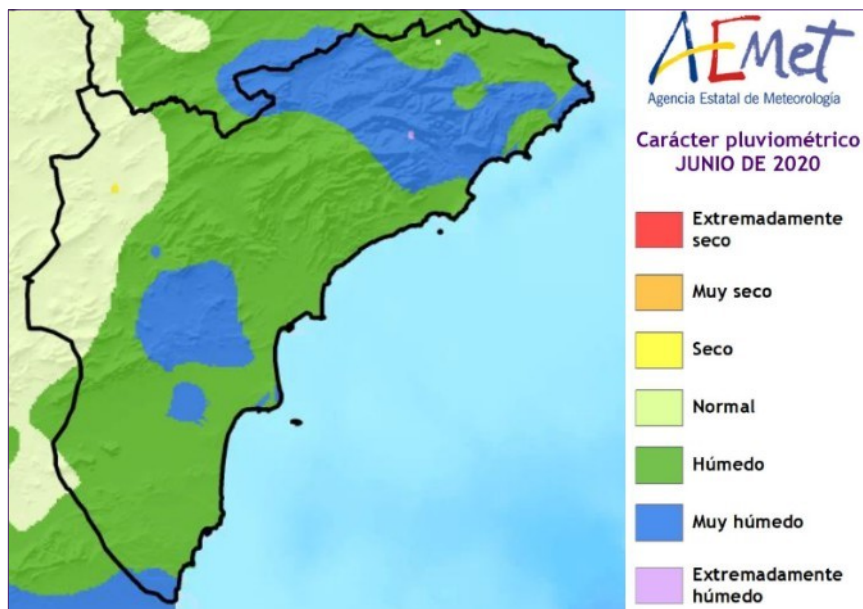 AEMet
Agencia Estatal de Meteorología
Carácter pluviométrico
JUNIO DE 2020
Extremadamente
seco
Muy seco
Seco
Normal
Húmedo
Muy húmedo
Extremadamente
húmedo